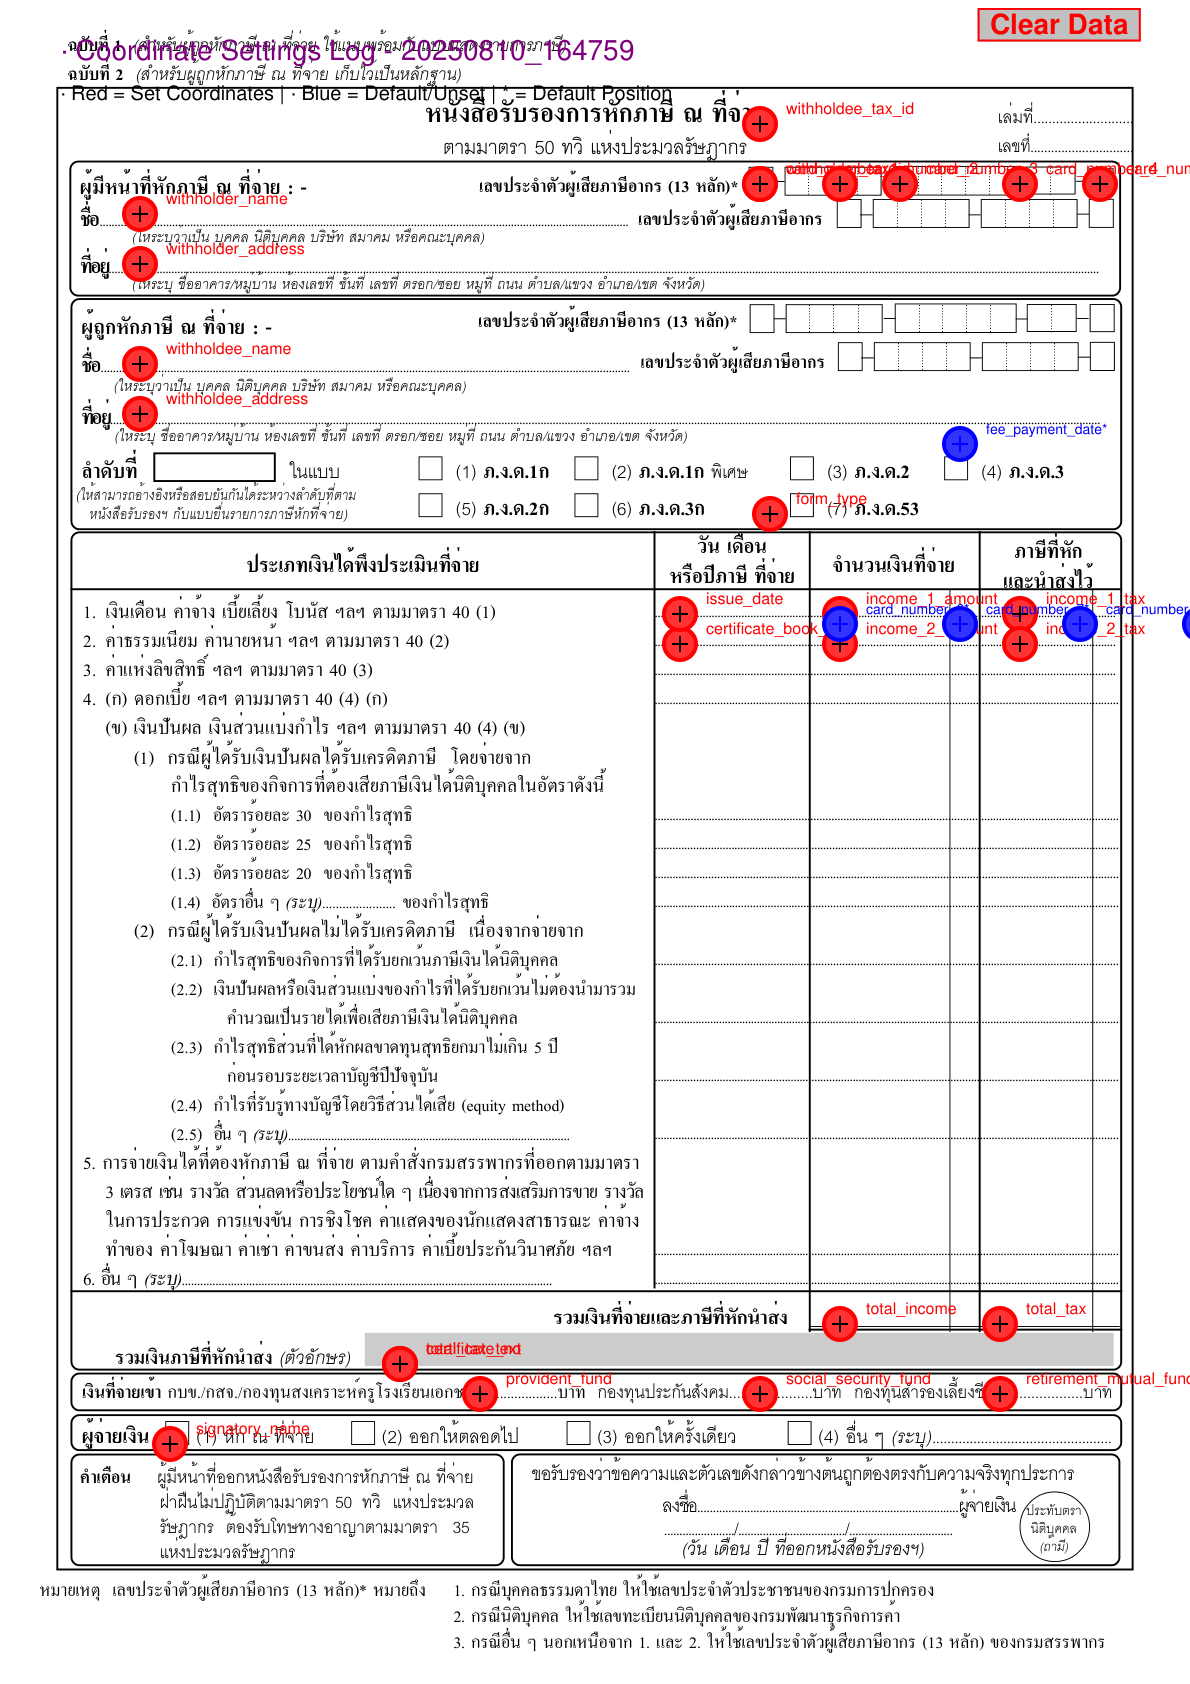 Clear Data
ฉบับที่ 1 (สำหรับผู้ถูกหักภาษี ณ ที่จ่าย ใช้แนบพร้อมกับแบบแสดงรายการภาษี)
· Coordinate Settings Log - 20250810_164759
ฉบับที่ 2 (สำหรับผู้ถูกหักภาษี ณ ที่จ่าย เก็บไว้เป็นหลักฐาน)
· Red = Set Coordinates | · Blue = Default/Unset | * = Default Position
หนังสือรับรองการหักภาษี ณ ที่จ่าย
withholdee_tax_id
เล่มที่
ตามมาตรา 50 ทวิ แห่งประมวลรัษฎากร
เลขที่
ผู้มีหน้าที่หักภาษี ณ ที่จ่าย : -
เลขประจำตัวผู้เสียภาษีอากร (13 หลัก)*
card_number_4
withholder_name
ชื่อ
เลขประจำตัวผู้เสียภาษีอากร
(ให้ระบุว่าเป็น บุคคล นิติบุคคล บริษัท สมาคม หรือคณะบุคคล)
withholder_address
ที่อยู่
(ให้ระบุ ชื่ออาคาร/หมู่บ้าน ห้องเลขที่ ชั้นที่ เลขที่ ตรอก/ซอย หมู่ที่ ถนน ตำบล/แขวง อำเภอ/เขต จังหวัด)
ผู้ถูกหักภาษี ณ ที่จ่าย : -
เลขประจำตัวผู้เสียภาษีอากร (13 หลัก)*
withholdee_name
ชื่อ
เลขประจำตัวผู้เสียภาษีอากร
(ให้ระบุว่าเป็น บุคคล นิติบุคคล บริษัท สมาคม หรือคณะบุคคล)
withholdee_address
ที่อยู่
(ให้ระบุ ชื่ออาคาร/หมู่บ้าน ห้องเลขที่ ชั้นที่ เลขที่ ตรอก/ซอย หมู่ที่ ถนน ตำบล/แขวง อำเภอ/เขต จังหวัด)
fee_payment_date*
ลำดับที่ ในแบบ (1) ภ.ง.ด.1ก (2) ภ.ง.ด.1ก พิเศษ (3) ภ.ง.ด.2 (4) ภ.ง.ด.3
(ให้สามารถอ้างอิงหรือสอบยันกันได้ระหว่างลำดับที่ตาม
form_type
หนังสือรับรองฯ กับแบบยื่นรายการภาษีหักที่จ่าย)
(5) ภ.ง.ด.2ก (6) ภ.ง.ด.3ก (7) ภ.ง.ด.53
ประเภทเงินได้พึงประเมินที่จ่าย
วัน เดือน
หรือปีภาษี ที่จ่าย
จำนวนเงินที่จ่าย
ภาษีที่หัก
และนำส่งไว้
issue_date income_1_amount income_1_tax
1. เงินเดือน ค่าจ้าง เบี้ยเลี้ยง โบนัส ฯลฯ ตามมาตรา 40 (1)
card_number card_number card_number
certificate_book income_2_amount income_2_tax
2. ค่าธรรมเนียม ค่านายหน้า ฯลฯ ตามมาตรา 40 (2)
3. ค่าแห่งลิขสิทธิ์ ฯลฯ ตามมาตรา 40 (3)
4. (ก) ดอกเบี้ย ฯลฯ ตามมาตรา 40 (4) (ก)
(ข) เงินปันผล เงินส่วนแบ่งกำไร ฯลฯ ตามมาตรา 40 (4) (ข)
(1) กรณีผู้ได้รับเงินปันผลได้รับเครดิตภาษี โดยจ่ายจาก
กำไรสุทธิของกิจการที่ต้องเสียภาษีเงินได้นิติบุคคลในอัตราดังนี้
(1.1) อัตราร้อยละ 30 ของกำไรสุทธิ
(1.2) อัตราร้อยละ 25 ของกำไรสุทธิ
(1.3) อัตราร้อยละ 20 ของกำไรสุทธิ
(1.4) อัตราอื่น ๆ (ระบุ)...................... ของกำไรสุทธิ
(2) กรณีผู้ได้รับเงินปันผลไม่ได้รับเครดิตภาษี เนื่องจากจ่ายจาก
(2.1) กำไรสุทธิของกิจการที่ได้รับยกเว้นภาษีเงินได้นิติบุคคล
(2.2) เงินปันผลหรือเงินส่วนแบ่งของกำไรที่ได้รับยกเว้นไม่ต้องนำมารวม
คำนวณเป็นรายได้เพื่อเสียภาษีเงินได้นิติบุคคล
(2.3) กำไรสุทธิส่วนที่ได้หักผลขาดทุนสุทธิยกมาไม่เกิน 5 ปี
ก่อนรอบระยะเวลาบัญชีปีปัจจุบัน
(2.4) กำไรที่รับรู้ทางบัญชีโดยวิธีส่วนได้เสีย (equity method)
(2.5) อื่น ๆ (ระบุ)
5. การจ่ายเงินได้ที่ต้องหักภาษี ณ ที่จ่าย ตามคำสั่งกรมสรรพากรที่ออกตามมาตรา
3 เตรส เช่น รางวัล ส่วนลดหรือประโยชน์ใด ๆ เนื่องจากการส่งเสริมการขาย รางวัล
ในการประกวด การแข่งขัน การชิงโชค ค่าแสดงของนักแสดงสาธารณะ ค่าจ้าง
ทำของ ค่าโฆษณา ค่าเช่า ค่าขนส่ง ค่าบริการ ค่าเบี้ยประกันวินาศภัย ฯลฯ
6. อื่น ๆ (ระบุ)
total_income total_tax
รวมเงินที่จ่ายและภาษีที่หักนำส่ง
รวมเงินภาษีที่หักนำส่ง (ตัวอักษร)
provident_fund social_security_fund retirement_mutual_fund
เงินที่จ่ายเข้า กบข./กสจ./กองทุนสงเคราะห์ครูโรงเรียนเอกช บาท กองทุนประกันสังคม บาท กองทุนสำรองเลี้ยงชี บาท
signatory_name
ผู้จ่ายเงิน (1) หัก ณ ที่จ่าย (2) ออกให้ตลอดไป (3) ออกให้ครั้งเดียว (4) อื่น ๆ (ระบุ)
คำเตือน ผู้มีหน้าที่ออกหนังสือรับรองการหักภาษี ณ ที่จ่าย
ฝ่าฝืนไม่ปฏิบัติตามมาตรา 50 ทวิ แห่งประมวล
รัษฎากร ต้องรับโทษทางอาญาตามมาตรา 35
แห่งประมวลรัษฎากร
ขอรับรองว่าข้อความและตัวเลขดังกล่าวข้างต้นถูกต้องตรงกับความจริงทุกประการ
ลงชื่อ ผู้จ่ายเงิน
/ /
(วัน เดือน ปี ที่ออกหนังสือรับรองฯ)
ประทับตรา
นิติบุคคล
(ถ้ามี)
หมายเหตุ เลขประจำตัวผู้เสียภาษีอากร (13 หลัก)* หมายถึง
1. กรณีบุคคลธรรมดาไทย ให้ใช้เลขประจำตัวประชาชนของกรมการปกครอง
2. กรณีนิติบุคคล ให้ใช้เลขทะเบียนนิติบุคคลของกรมพัฒนาธุรกิจการค้า
3. กรณีอื่น ๆ นอกเหนือจาก 1. และ 2. ให้ใช้เลขประจำตัวผู้เสียภาษีอากร (13 หลัก) ของกรมสรรพากร